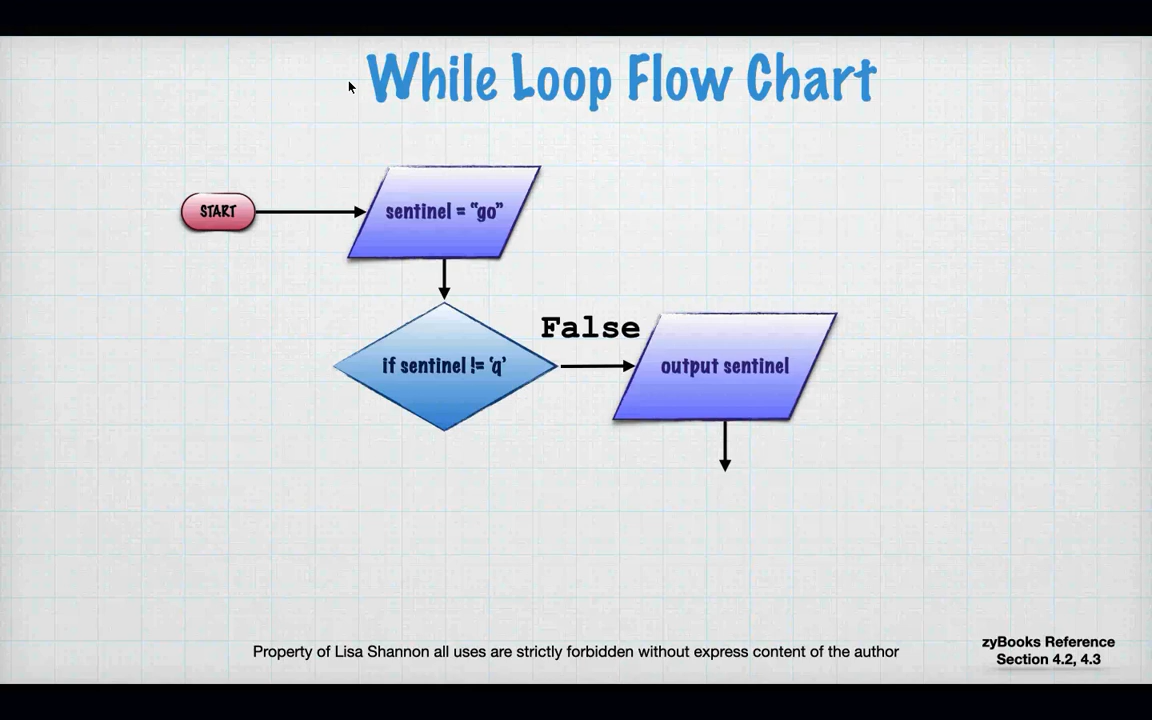 While Loop Flow Chart
START
sentinel = “go”
if sentinel != ‘q’
False
output sentinel
Property of Lisa Shannon all uses are strictly forbidden without express content of the author
zyBooks Reference
Section 4.2, 4.3